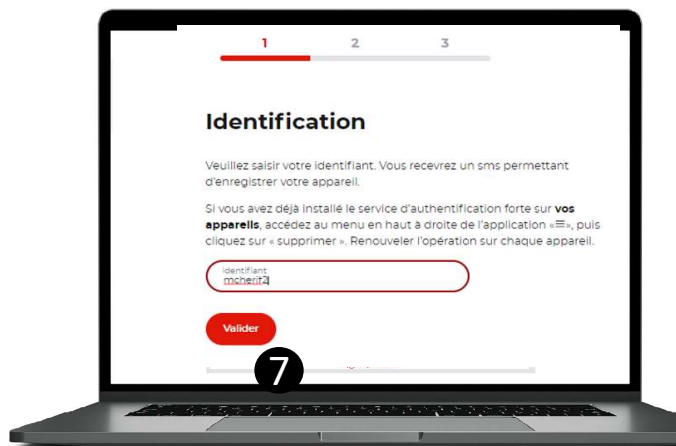 1 2 3
Identification
Veuillez saisir votre identifiant. Vous recevrez un sms permettant
d'enregistrer votre appareil.
Si vous avez déjà installé le service d'authentification forte sur vos
appareils, accédez au menu en haut à droite de l'application «≡», puis
cliquez sur « supprimer ». Renouveler l'opération sur chaque appareil.
Identifiant
mcherif2
Valider
7